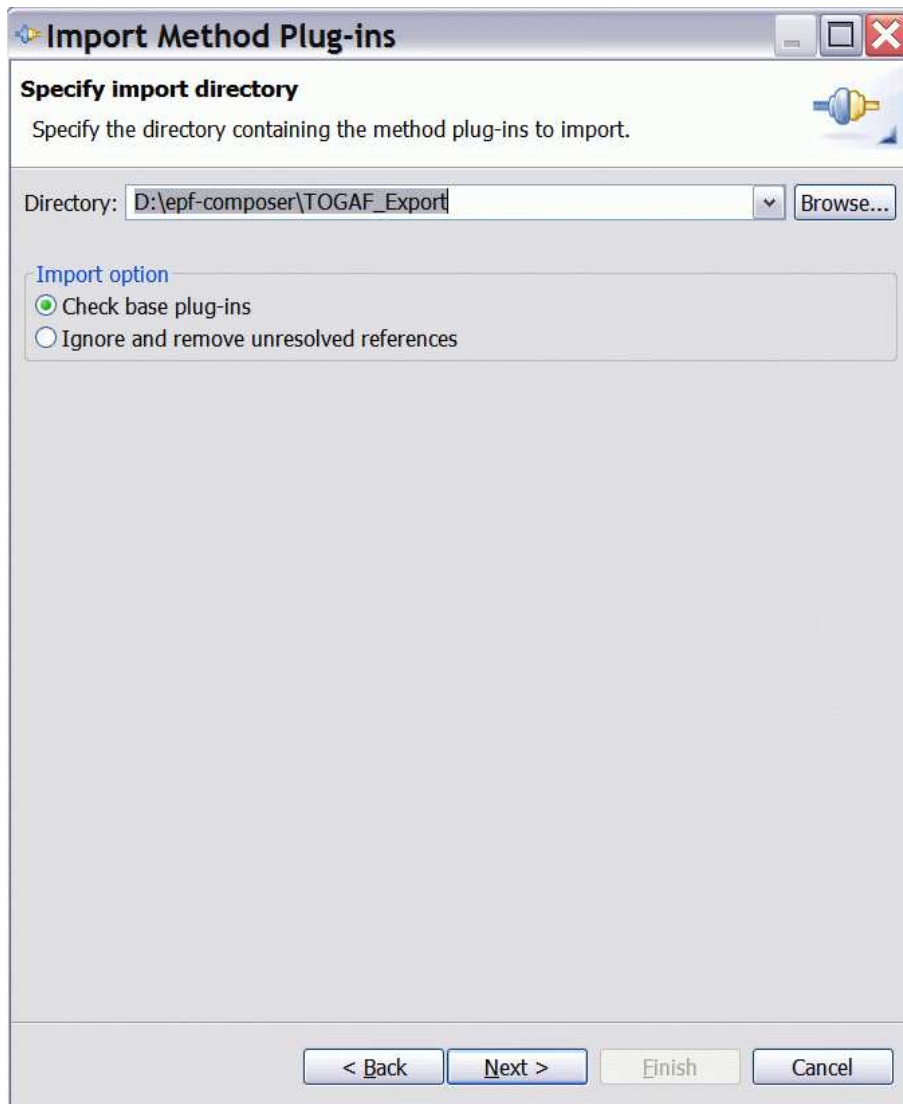 Import Method Plug-ins
Specify import directory
Specify the directory containing the method plug-ins to import.
Directory: D:\epf-composer\TOGAF_Export Browse...
Import option
Check base plug-ins
Ignore and remove unresolved references
< Back Next > Finish Cancel